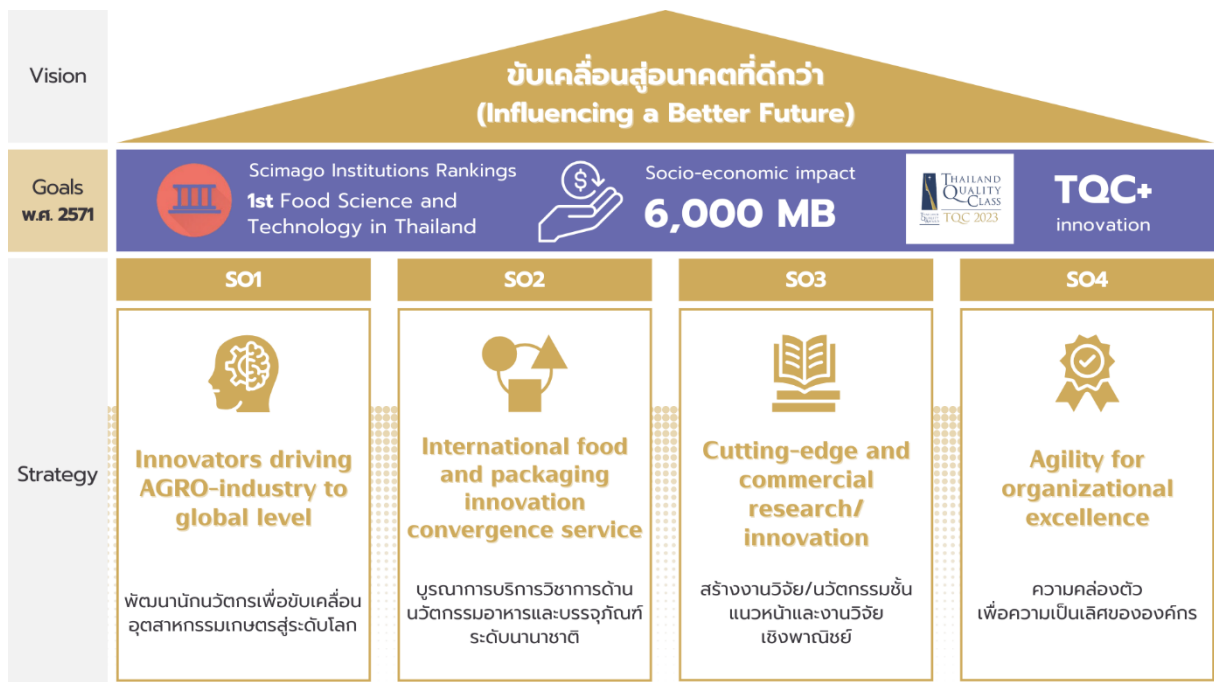 Vision
ขับเคลื่อนสู่อนาคตที่ดีกว่า
(Influencing a Better Future)
Goals
พ.ศ. 2571
Scimago Institutions Rankings
1st Food Science and
Technology in Thailand
Socio-economic impact
6,000 MB
THAILAND
QUALITY
CLASS
TQC 2023
TQC+
innovation
Strategy
SO1
Innovators driving
AGRO-industry to
global level
พัฒนานักนวัตกรเพื่อขับเคลื่อน
อุตสาหกรรมเกษตรสู่ระดับโลก
SO2
International food
and packaging
innovation
convergence service
บูรณาการบริการวิชาการด้าน
นวัตกรรมอาหารและบรรจุภัณฑ์
ระดับนานาชาติ
SO3
Cutting-edge and
commercial
research/
innovation
สร้างงานวิจัย/นวัตกรรมชั้น
แนวหน้าและงานวิจัย
เชิงพาณิชย์
SO4
Agility for
organizational
excellence
ความคล่องตัว
เพื่อความเป็นเลิศขององค์กร